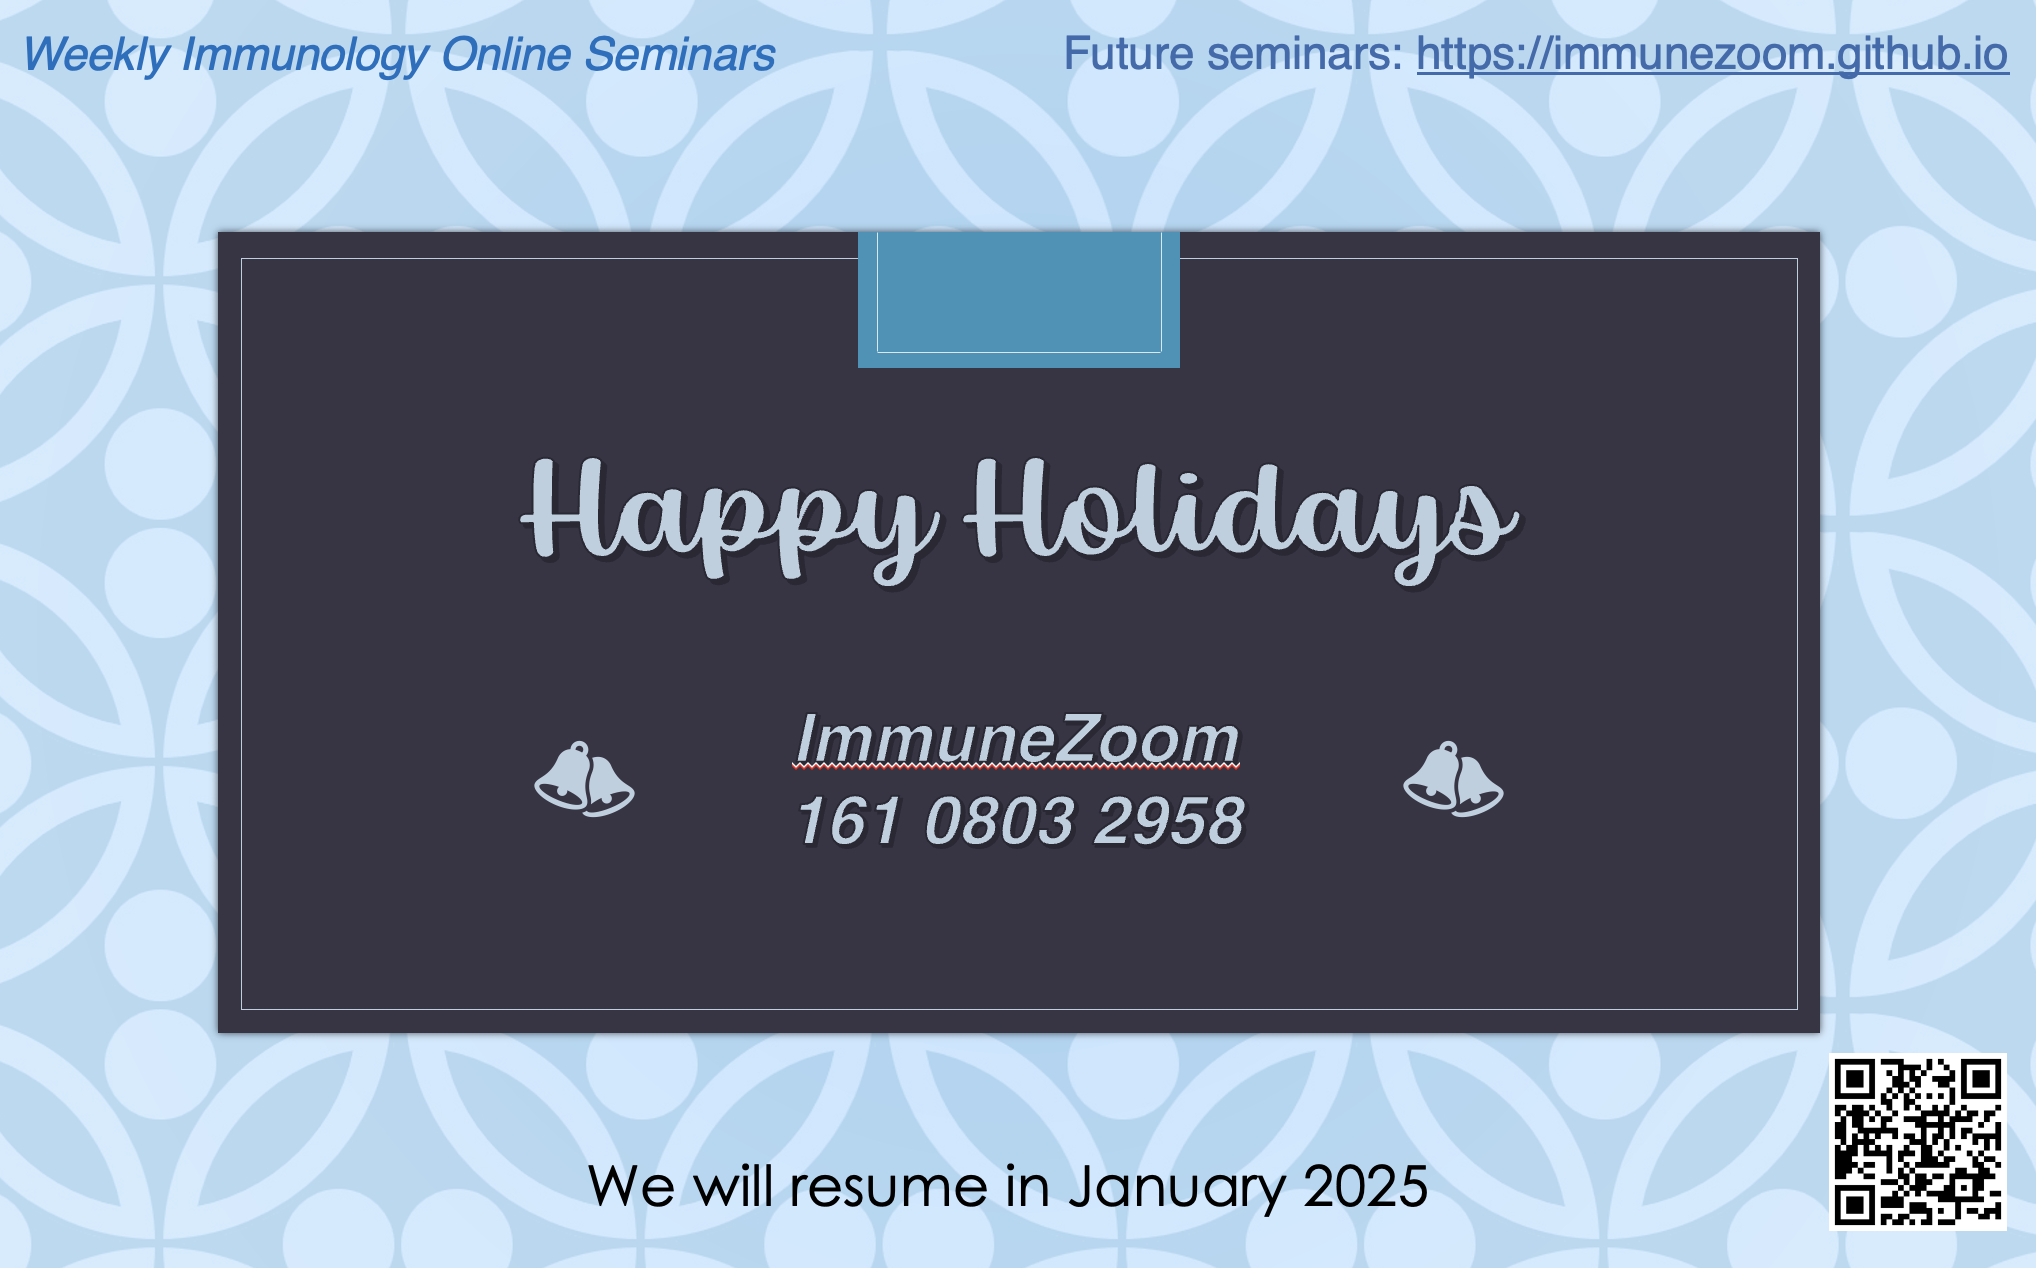 Weekly Immunology Online Seminars
Future seminars: https://immunezoom.github.io
Happy Holidays
ImmuneZoom
161 0803 2958
We will resume in January 2025